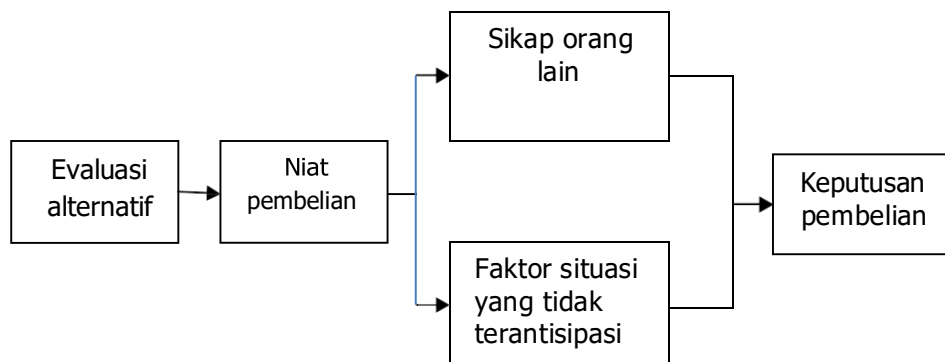 Evaluasi
alternatif
Niat
pembelian
Sikap orang
lain
Faktor situasi
yang tidak
terantisipasi
Keputusan
pembelian